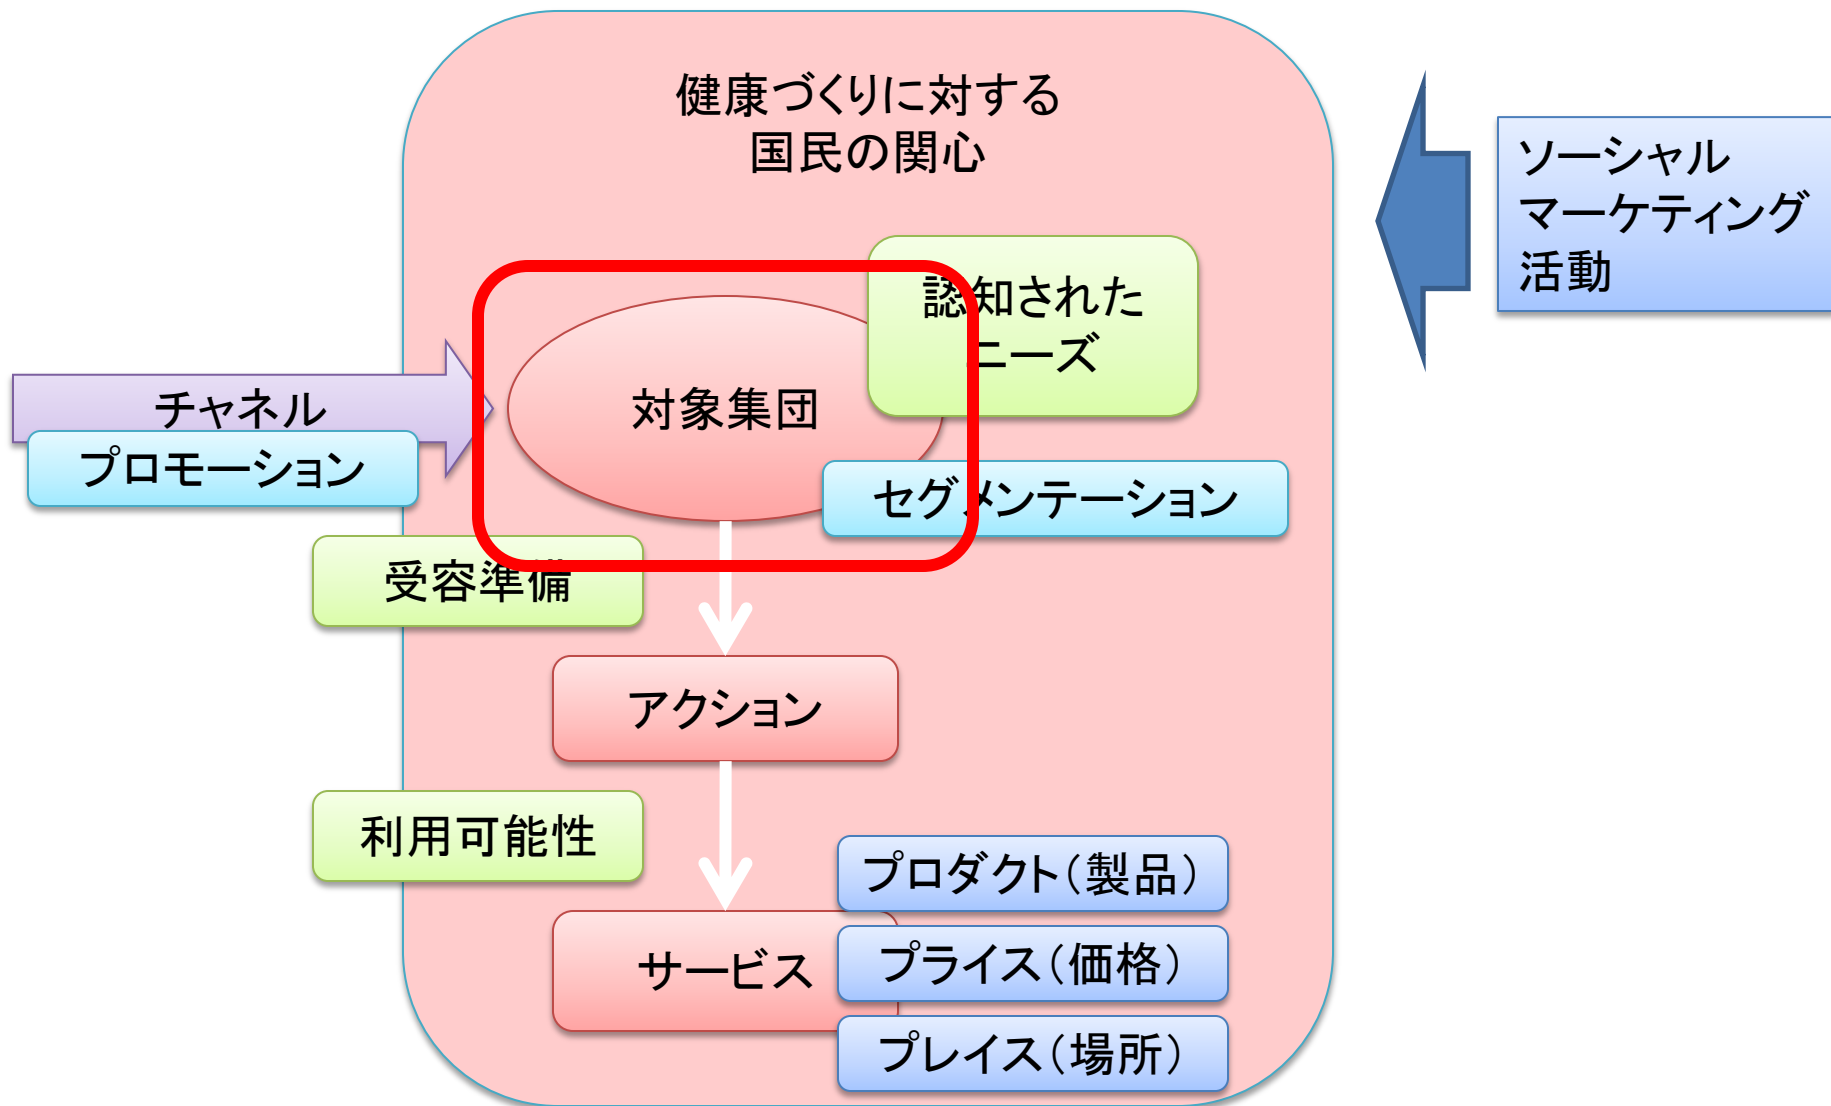 健康づくりに対する
国民の関心
ソーシャル
マーケティング
活動
認知された
ニーズ
対象集団
チャネル
プロモーション
セグメンテーション
受容準備
アクション
利用可能性
プロダクト（製品）
サービス
プライス（価格）
プレイス（場所）